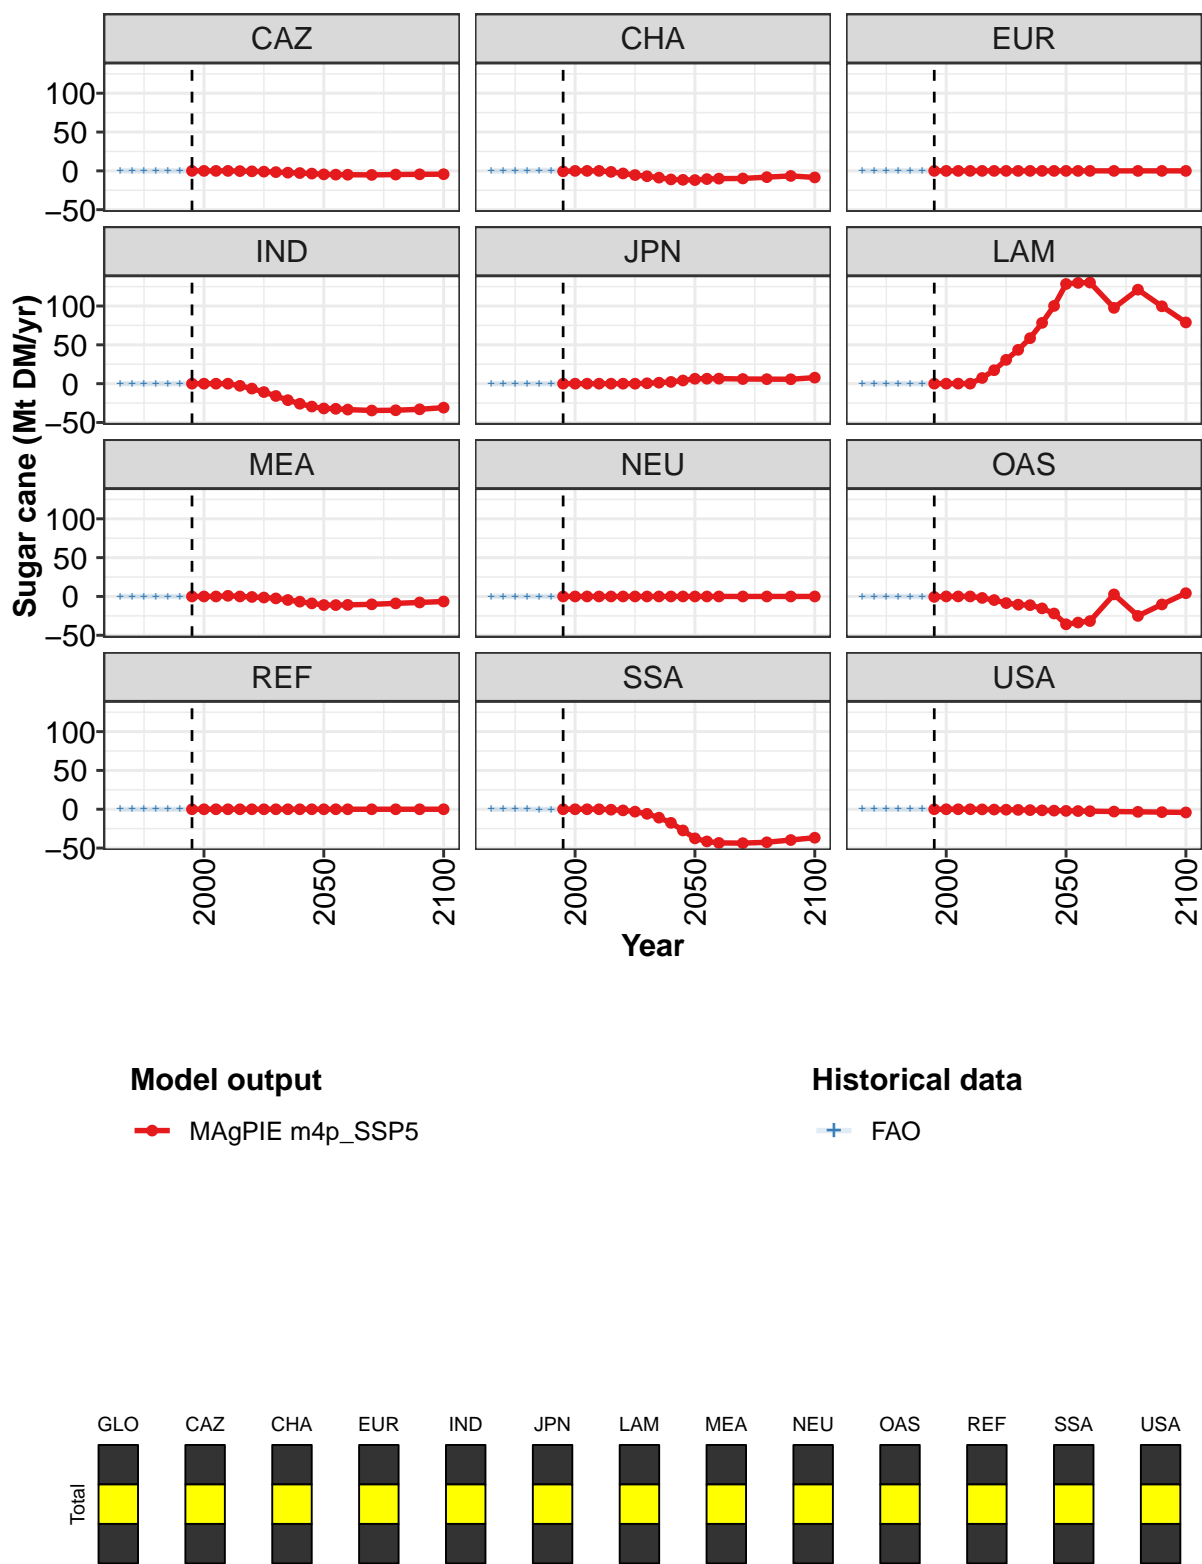 CAZ CHA EUR
100
50
0
−50
IND JPN LAM
100
50
0
−50
MEA NEU OAS
100
50
0
−50
REF SSA USA
100
50
0
−50
Sugar cane (Mt DM/yr)
2000 2050 2100 2000 2050 2100 2000 2050 2100
Year
Model output
MAgPIE m4p_SSP5
Historical data
FAO
GLO CAZ CHA EUR IND JPN LAM MEA NEU OAS REF SSA USA
Total